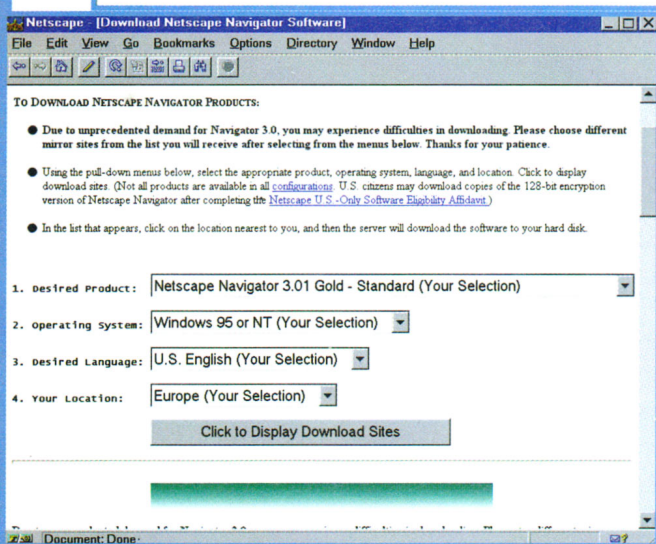 Netscape - [Download Netscape Navigator Software]
File Edit View Go Bookmarks Options Directory Window Help
TO DOWNLOAD NETSCAPE NAVIGATOR PRODUCTS:
● Due to unprecedented demand for Navigator 3.0, you may experience difficulties in downloading. Please choose different
mirror sites from the list you will receive after selecting from the menus below. Thanks for your patience.
● Using the pull-down menus below, select the appropriate product, operating system, language, and location. Click to display
download sites. (Not all products are available in all configurations. U.S. citizens may download copies of the 128-bit encryption
version of Netscape Navigator after completing the Netscape U.S.-Only Software Eligibility Affidavit.)
● In the list that appears, click on the location nearest to you, and then the server will download the software to your hard disk.
1. Desired Product: Netscape Navigator 3.01 Gold - Standard (Your Selection)
2. Operating System: Windows 95 or NT (Your Selection)
3. Desired Language: U.S. English (Your Selection)
4. Your Location: Europe (Your Selection)
Click to Display Download Sites
Document: Done